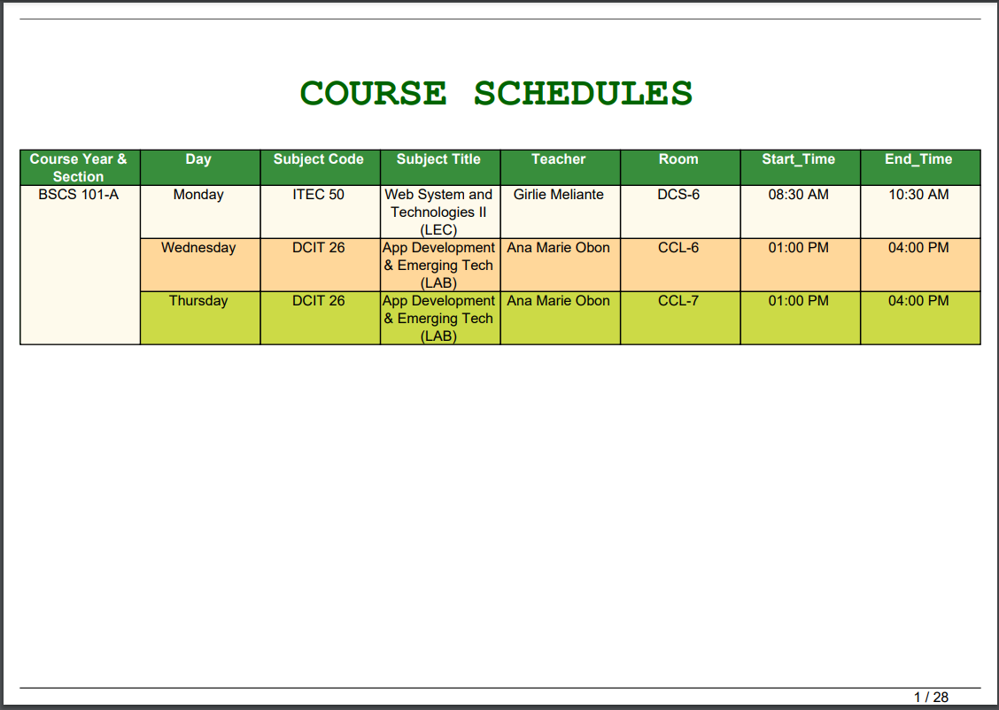 COURSE SCHEDULES
Course Year & Section Day Subject Code Subject Title Teacher Room Start_Time End_Time
BSCS 101-A Monday ITEC 50 Web System and Technologies II (LEC) Girlie Meliante DCS-6 08:30 AM 10:30 AM
Wednesday DCIT 26 App Development & Emerging Tech (LAB) Ana Marie Obon CCL-6 01:00 PM 04:00 PM
Thursday DCIT 26 App Development & Emerging Tech (LAB) Ana Marie Obon CCL-7 01:00 PM 04:00 PM
1 / 28